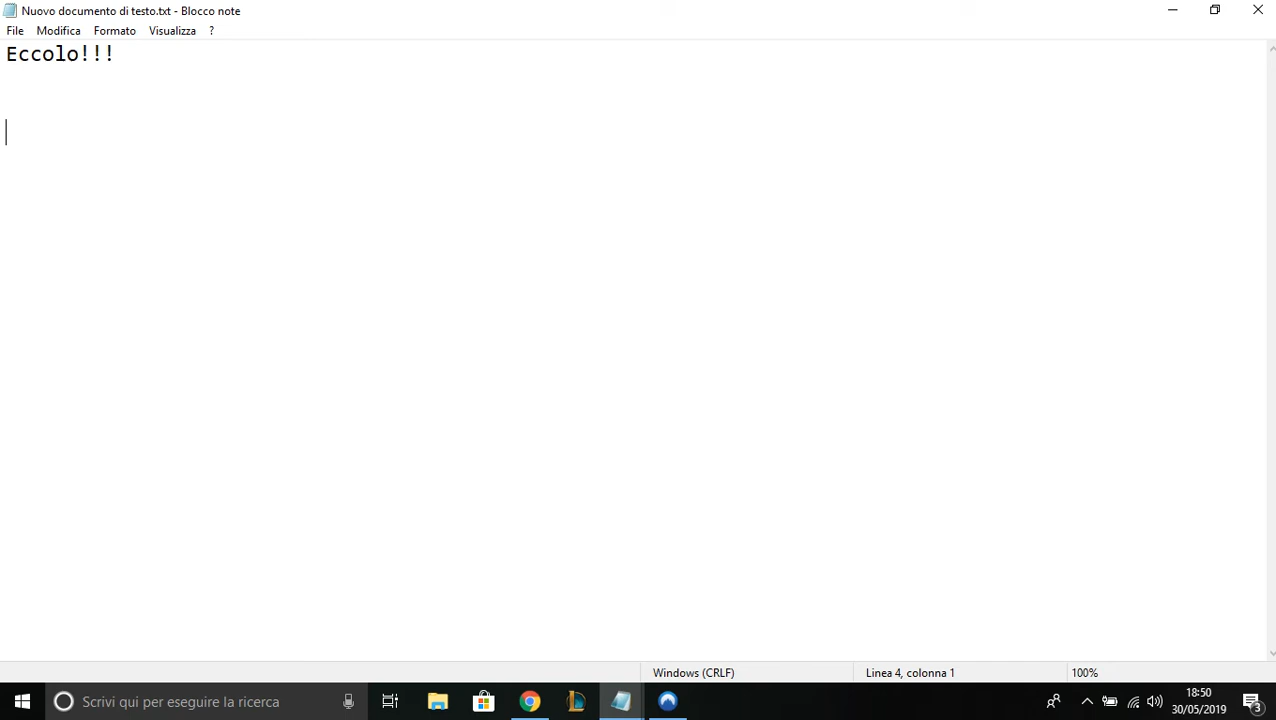 Nuovo documento di testo.txt - Blocco note
File Modifica Formato Visualizza ?
Eccolo!!!
Windows (CRLF) Linea 4, colonna 1 100%
Scrivi qui per eseguire la ricerca
18:50
30/05/2019
3